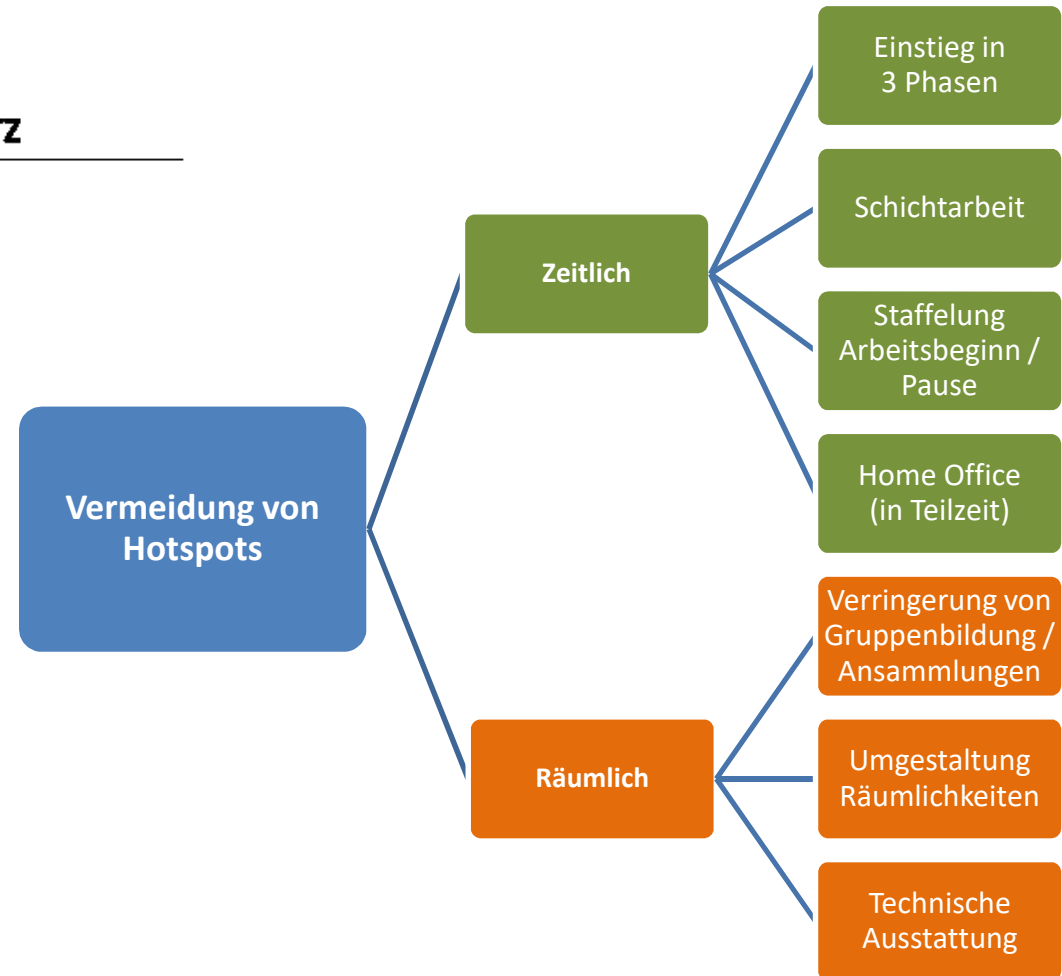 Einstieg in
3 Phasen
Schichtarbeit
Zeitlich
Staffelung
Arbeitsbeginn /
Pause
Home Office
(in Teilzeit)
Vermeidung von
Hotspots
Verringerung von
Gruppenbildung /
Ansammlungen
Räumlich
Umgestaltung
Räumlichkeiten
Technische
Ausstattung